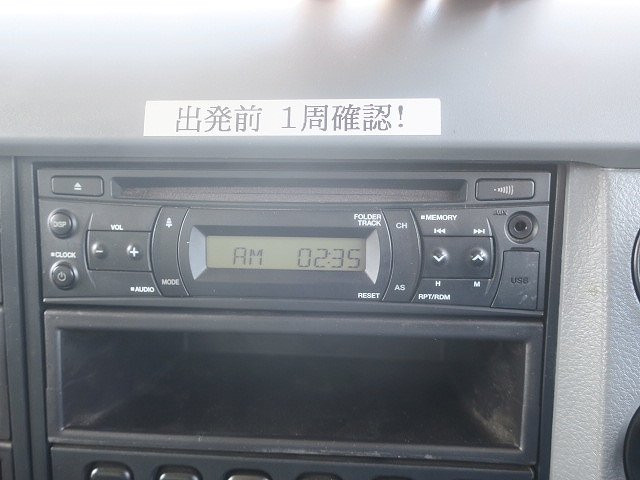 出発前 1周確認!
DISP
VOL
FOLDER
TRACK
CH
■MEMORY
AUX
■CLOCK
AM 02:35
USB
■AUDIO
MODE
RESET
AS
H
M
RPT/RDM